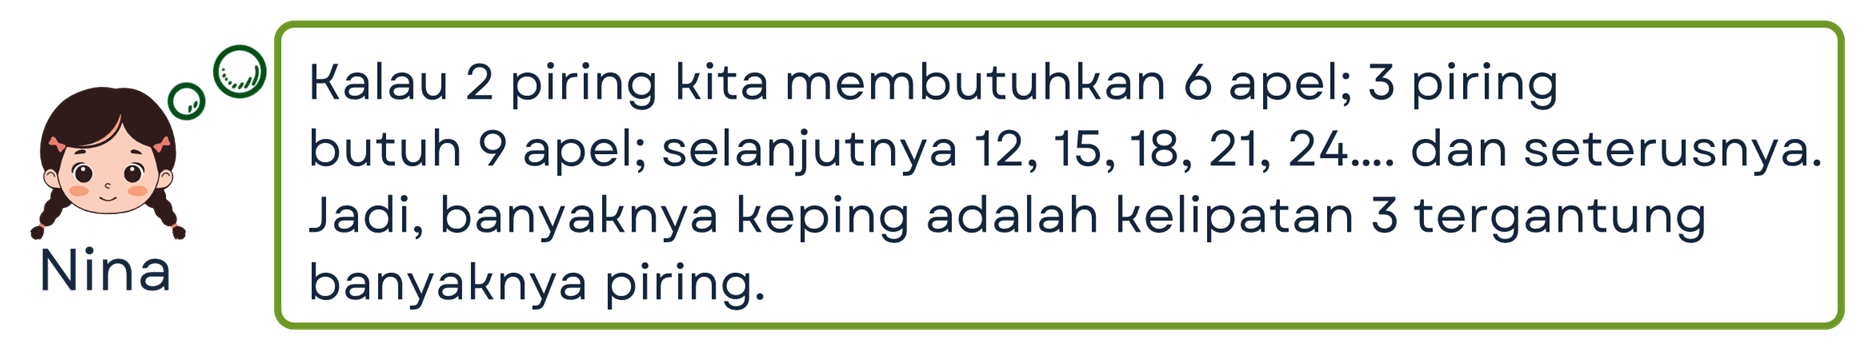 Kalau 2 piring kita membutuhkan 6 apel; 3 piring
butuh 9 apel; selanjutnya 12, 15, 18, 21, 24.... dan seterusnya.
Jadi, banyaknya keping adalah kelipatan 3 tergantung
banyaknya piring.
Nina